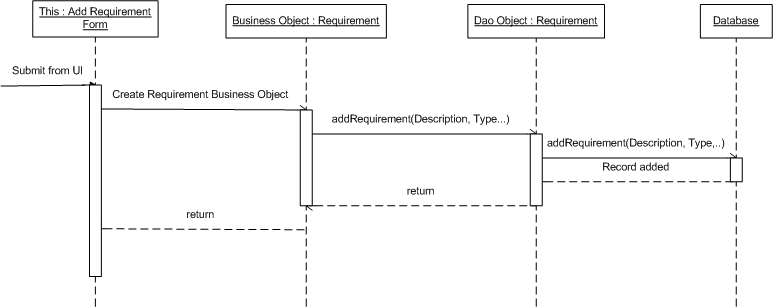 This : Add Requirement
Form
Business Object : Requirement
Dao Object : Requirement
Database
Submit from UI
Create Requirement Business Object
addRequirement(Description, Type...)
addRequirement(Description, Type,..)
Record added
return
return